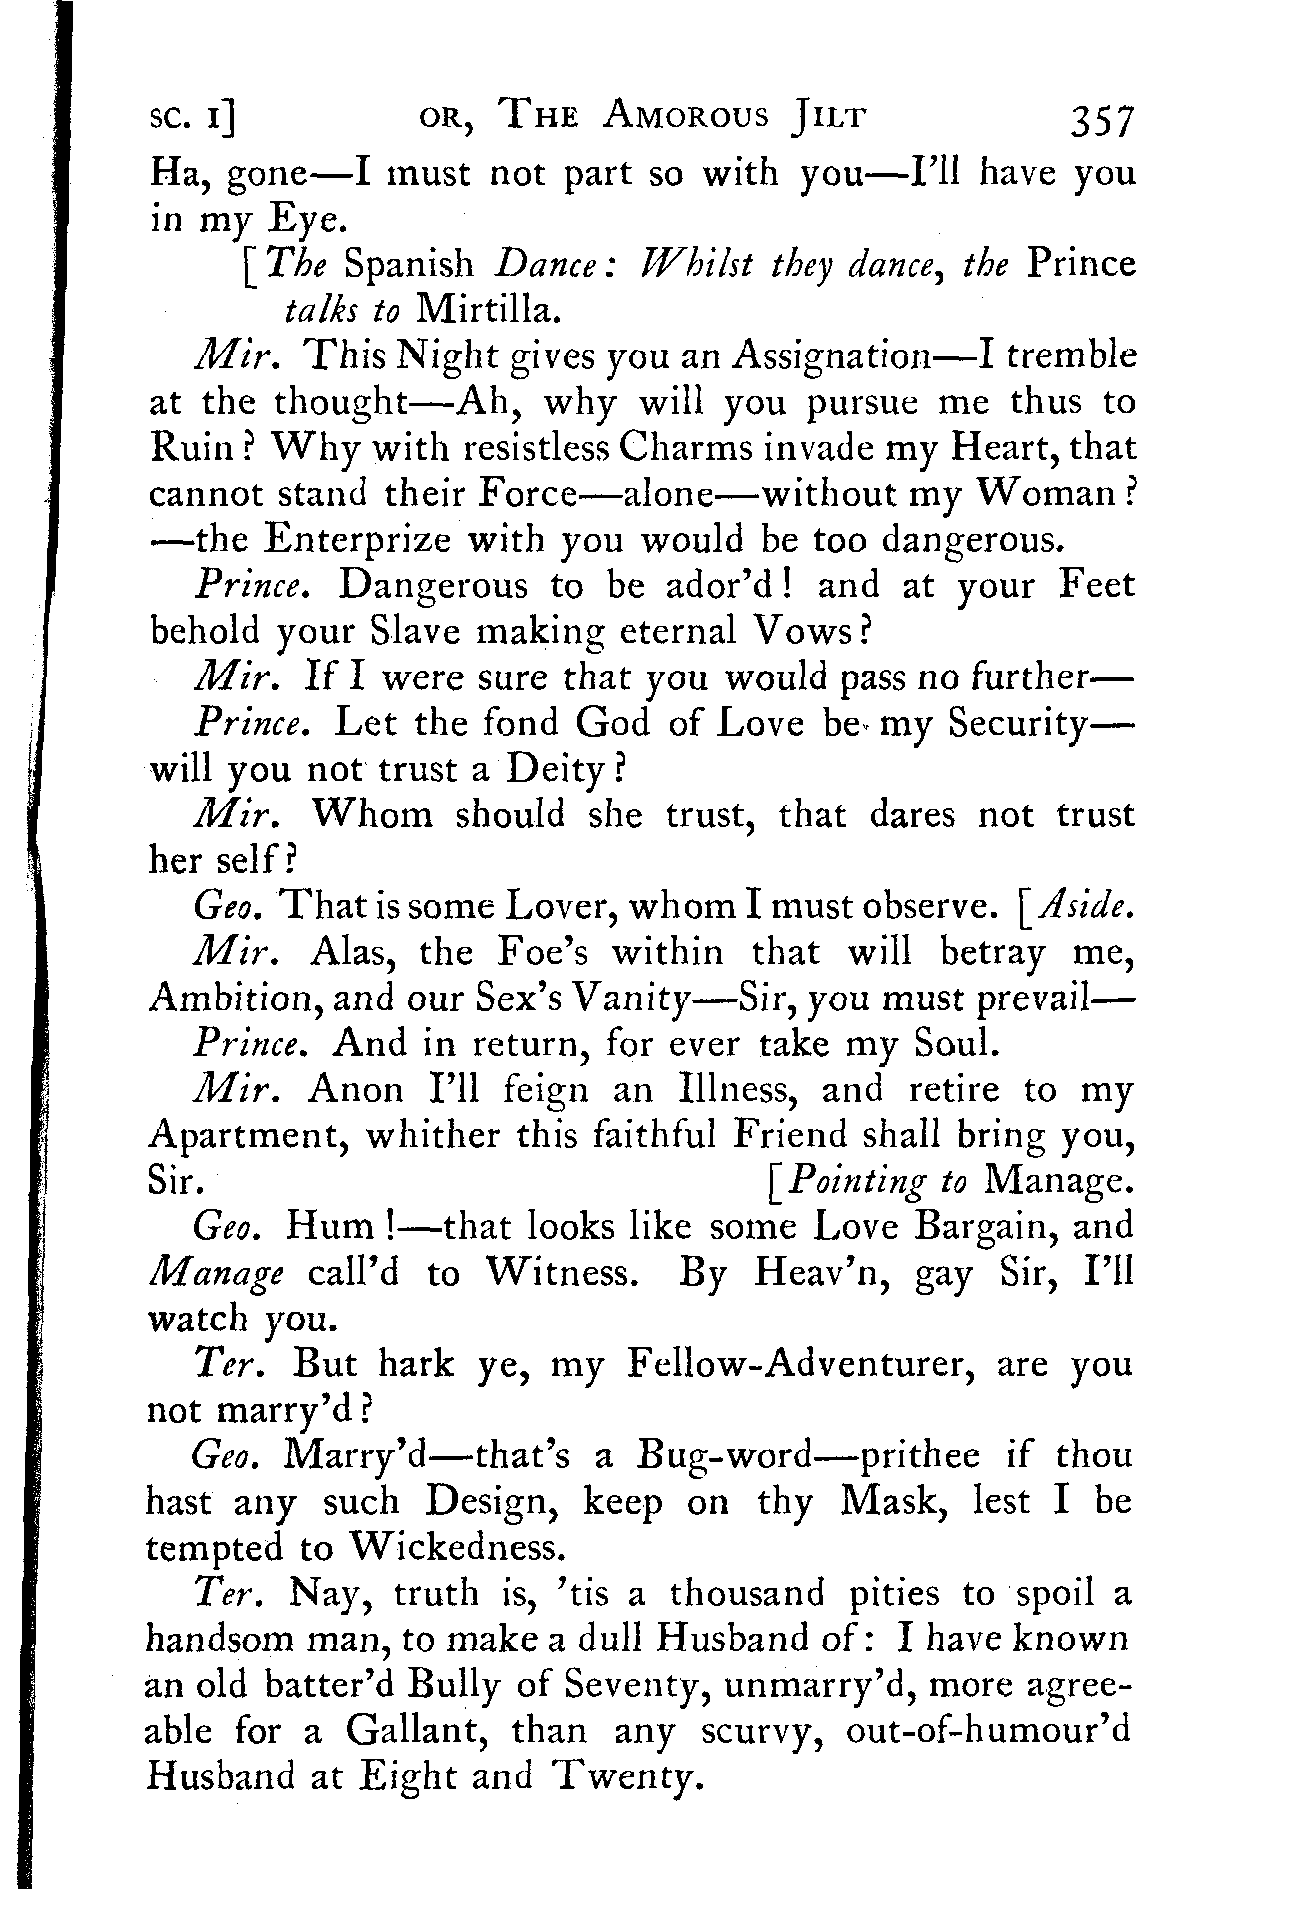 SC. I] OR, THE AMOROUS JILT 357
Ha, gone—I must not part so with you—I'll have you
in my Eye.
[The Spanish Dance: Whilst they dance, the Prince
talks to Mirtilla.
Mir. This Night gives you an Assignation—I tremble
at the thought—Ah, why will you pursue me thus to
Ruin? Why with resistless Charms invade my Heart, that
cannot stand their Force—alone—without my Woman?
—the Enterprize with you would be too dangerous.
Prince. Dangerous to be ador'd! and at your Feet
behold your Slave making eternal Vows?
Mir. If I were sure that you would pass no further—
Prince. Let the fond God of Love be my Security—
will you not trust a Deity?
Mir. Whom should she trust, that dares not trust
her self?
Geo. That is some Lover, whom I must observe. [Aside.
Mir. Alas, the Foe's within that will betray me,
Ambition, and our Sex's Vanity—Sir, you must prevail—
Prince. And in return, for ever take my Soul.
Mir. Anon I'll feign an Illness, and retire to my
Apartment, whither this faithful Friend shall bring you,
Sir. [Pointing to Manage.
Geo. Hum!—that looks like some Love Bargain, and
Manage call'd to Witness. By Heav'n, gay Sir, I'll
watch you.
Ter. But hark ye, my Fellow-Adventurer, are you
not marry'd?
Geo. Marry'd—that's a Bug-word—prithee if thou
hast any such Design, keep on thy Mask, lest I be
tempted to Wickedness.
Ter. Nay, truth is, 'tis a thousand pities to spoil a
handsom man, to make a dull Husband of: I have known
an old batter'd Bully of Seventy, unmarry'd, more agree-
able for a Gallant, than any scurvy, out-of-humour'd
Husband at Eight and Twenty.